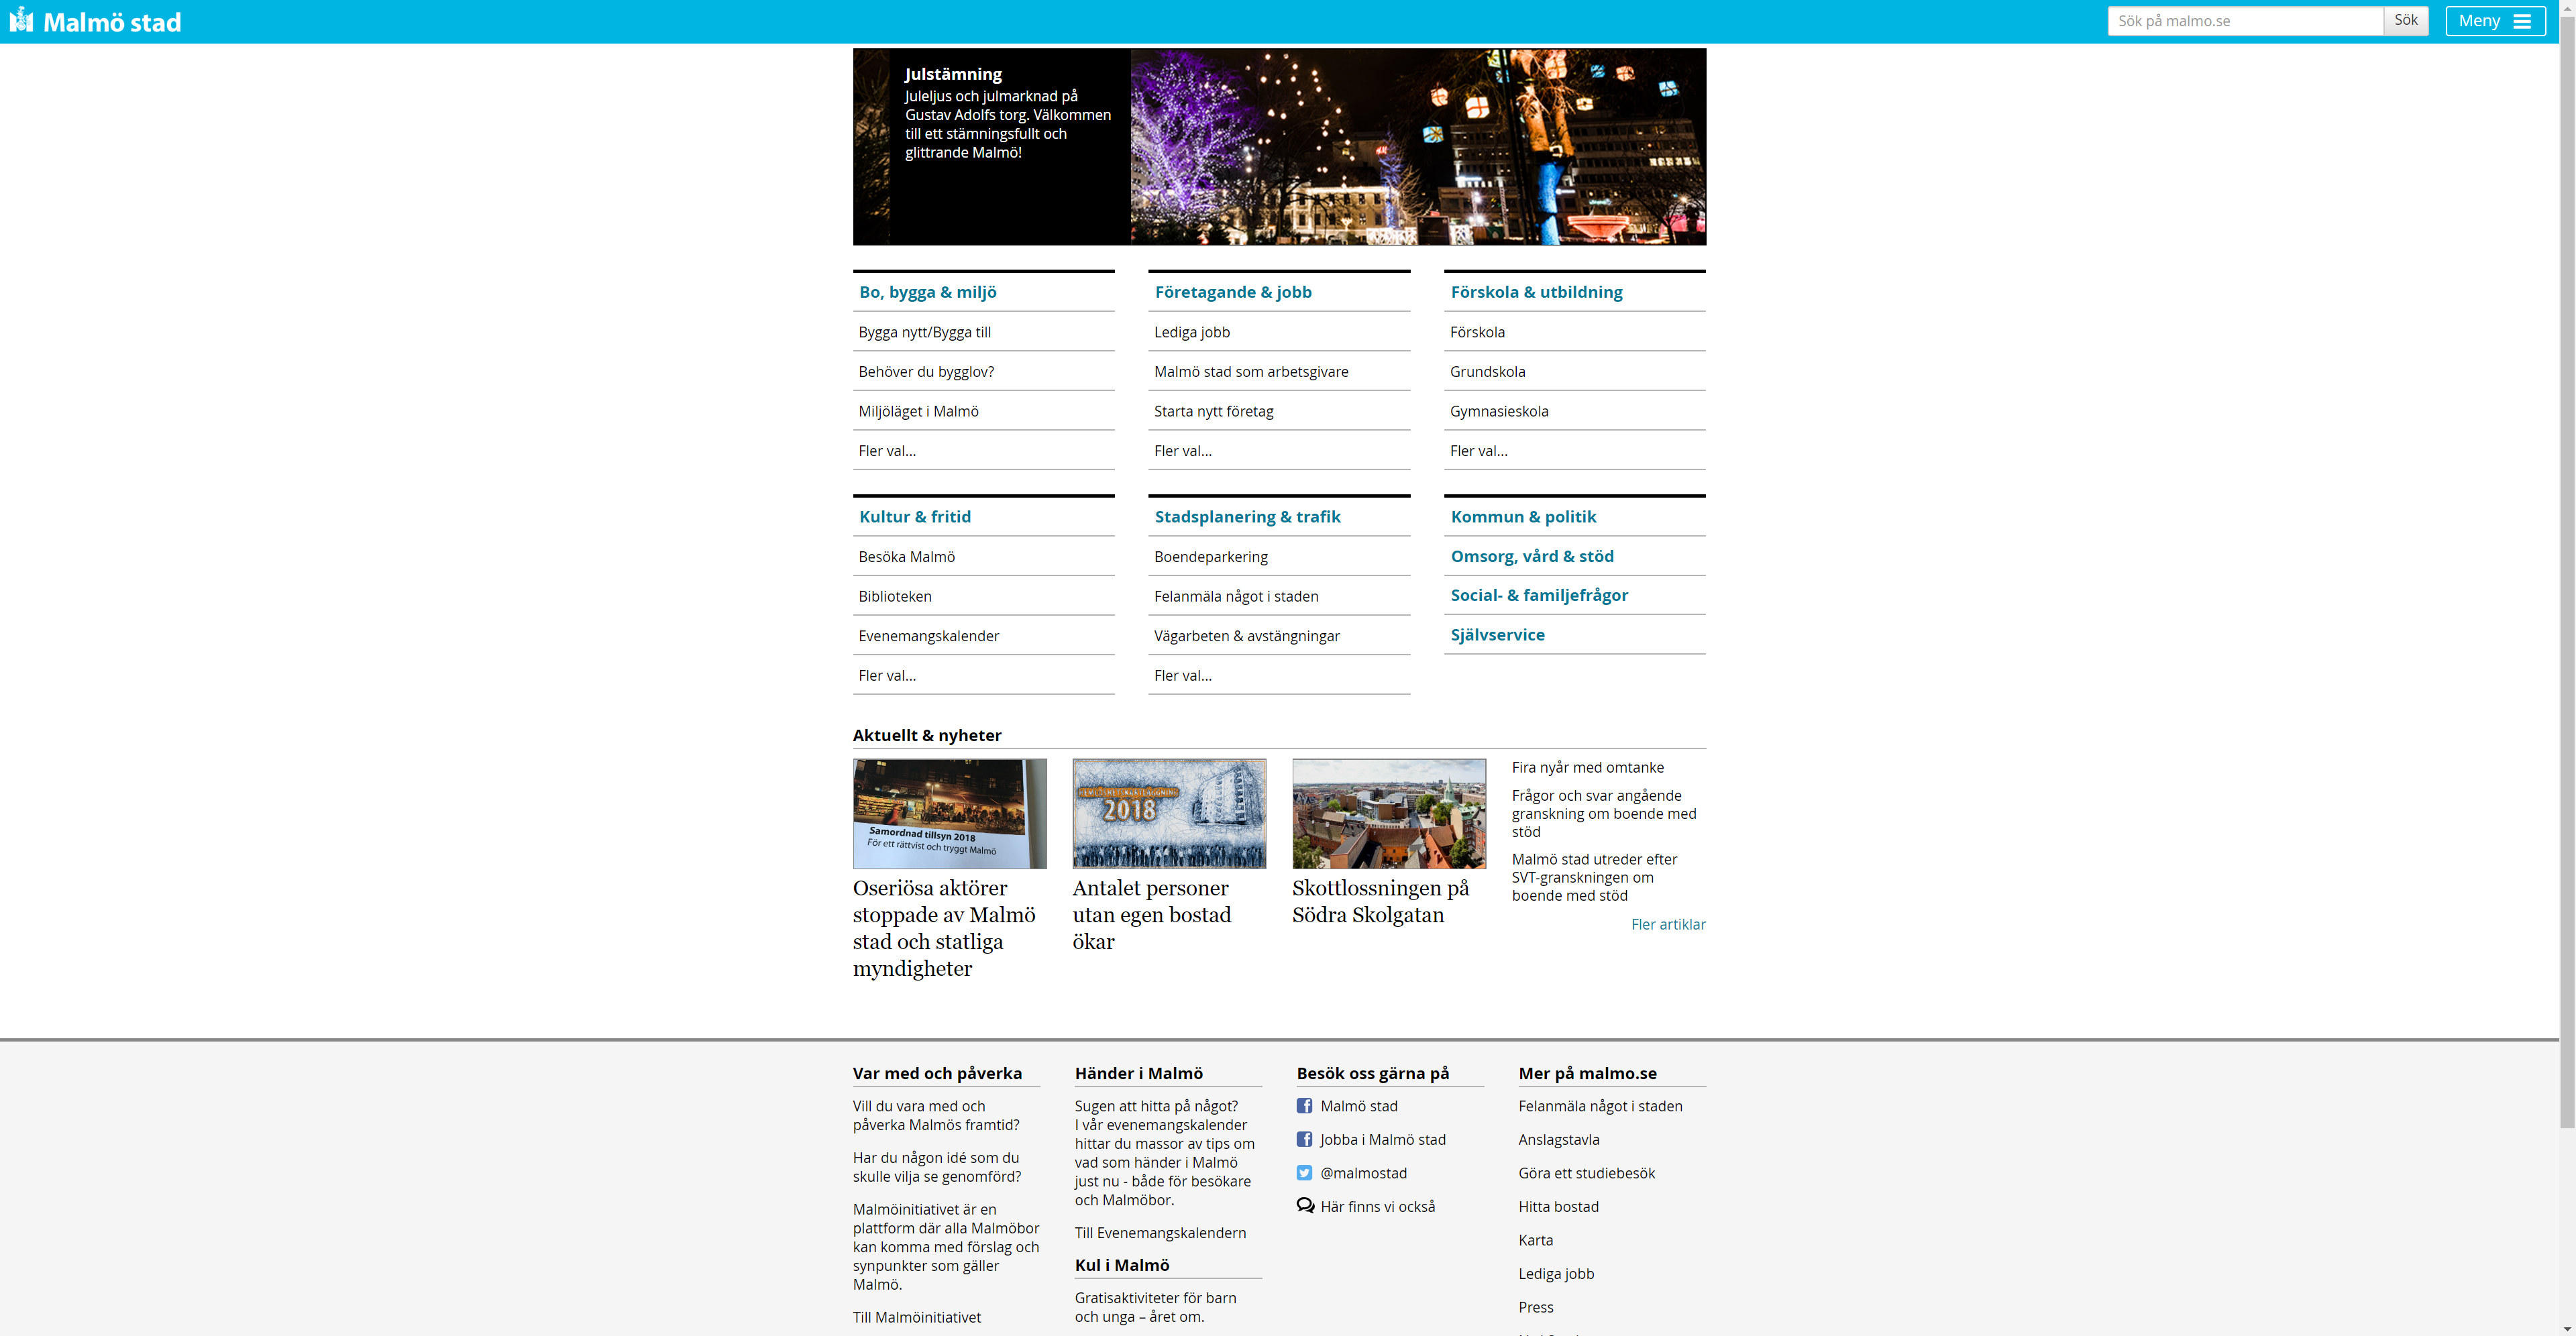 Malmö stad
Sök på malmo.se
Sök
Meny
Julstämning
Juleljus och julmarknad på
Gustav Adolfs torg. Välkommen
till ett stämningsfullt och
glittrande Malmö!
Bo, bygga & miljö
Bygga nytt/Bygga till
Behöver du bygglov?
Miljöläget i Malmö
Fler val...
Företagande & jobb
Lediga jobb
Malmö stad som arbetsgivare
Starta nytt företag
Fler val...
Förskola & utbildning
Förskola
Grundskola
Gymnasieskola
Fler val...
Kultur & fritid
Besöka Malmö
Biblioteken
Evenemangskalender
Fler val...
Stadsplanering & trafik
Boendeparkering
Felanmäla något i staden
Vägarbeten & avstängningar
Fler val...
Kommun & politik
Omsorg, vård & stöd
Social- & familjefrågor
Självservice
Aktuellt & nyheter
Samordnad tillsyn 2018
För ett rättvist och tryggt Malmö
Oseriösa aktörer
stoppade av Malmö
stad och statliga
myndigheter
2018
Antalet personer
utan egen bostad
ökar
Skottlossningen på
Södra Skolgatan
Fira nyår med omtanke
Frågor och svar angående
granskning om boende med
stöd
Malmö stad utreder efter
SVT-granskningen om
boende med stöd
Fler artiklar
Var med och påverka
Vill du vara med och
påverka Malmös framtid?
Har du någon idé som du
skulle vilja se genomförd?
Malmöinitiativet är en
plattform där alla Malmöbor
kan komma med förslag och
synpunkter som gäller
Malmö.
Till Malmöinitiativet
Händer i Malmö
Sugen att hitta på något?
I vår evenemangskalender
hittar du massor av tips om
vad som händer i Malmö
just nu - både för besökare
och Malmöbor.
Till Evenemangskalendern
Kul i Malmö
Gratisaktiviteter för barn
och unga – året om.
Besök oss gärna på
Malmö stad
Jobba i Malmö stad
@malmostad
Här finns vi också
Mer på malmo.se
Felanmäla något i staden
Anslagstavla
Göra ett studiebesök
Hitta bostad
Karta
Lediga jobb
Press